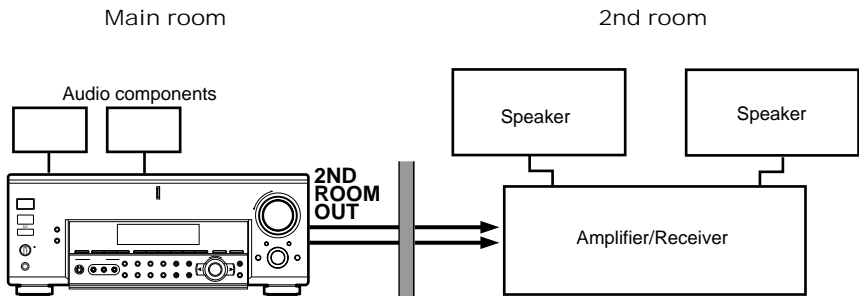 Main room
2nd room
Audio components
Speaker
Speaker
2ND
ROOM
OUT
Amplifier/Receiver